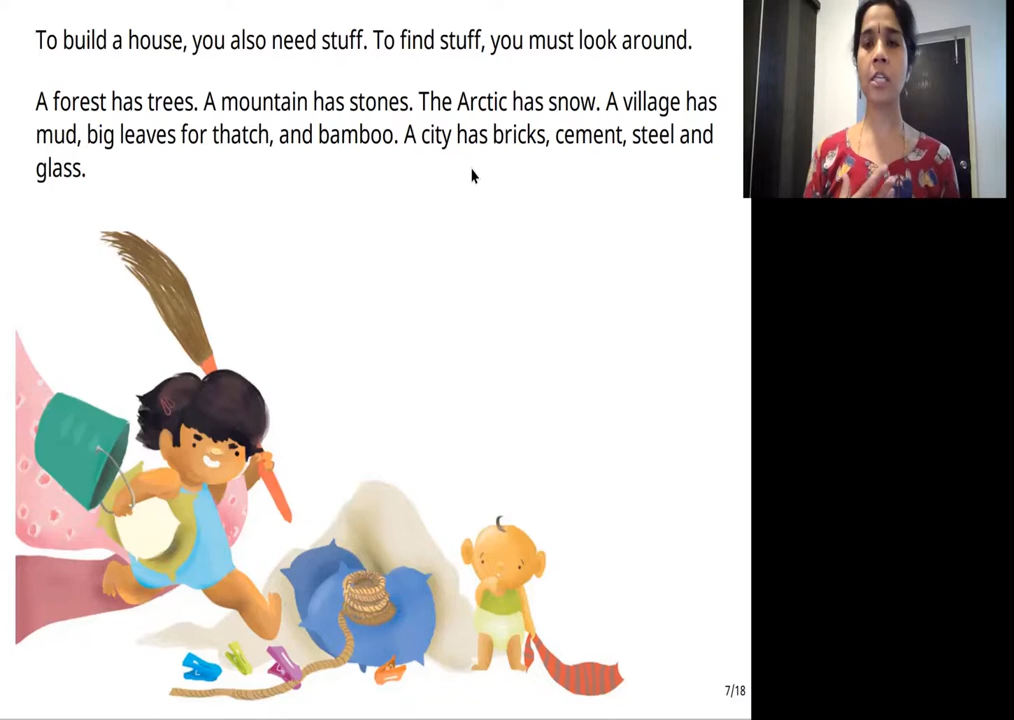 To build a house, you also need stuff. To find stuff, you must look around.
A forest has trees. A mountain has stones. The Arctic has snow. A village has
mud, big leaves for thatch, and bamboo. A city has bricks, cement, steel and
glass.
7/18